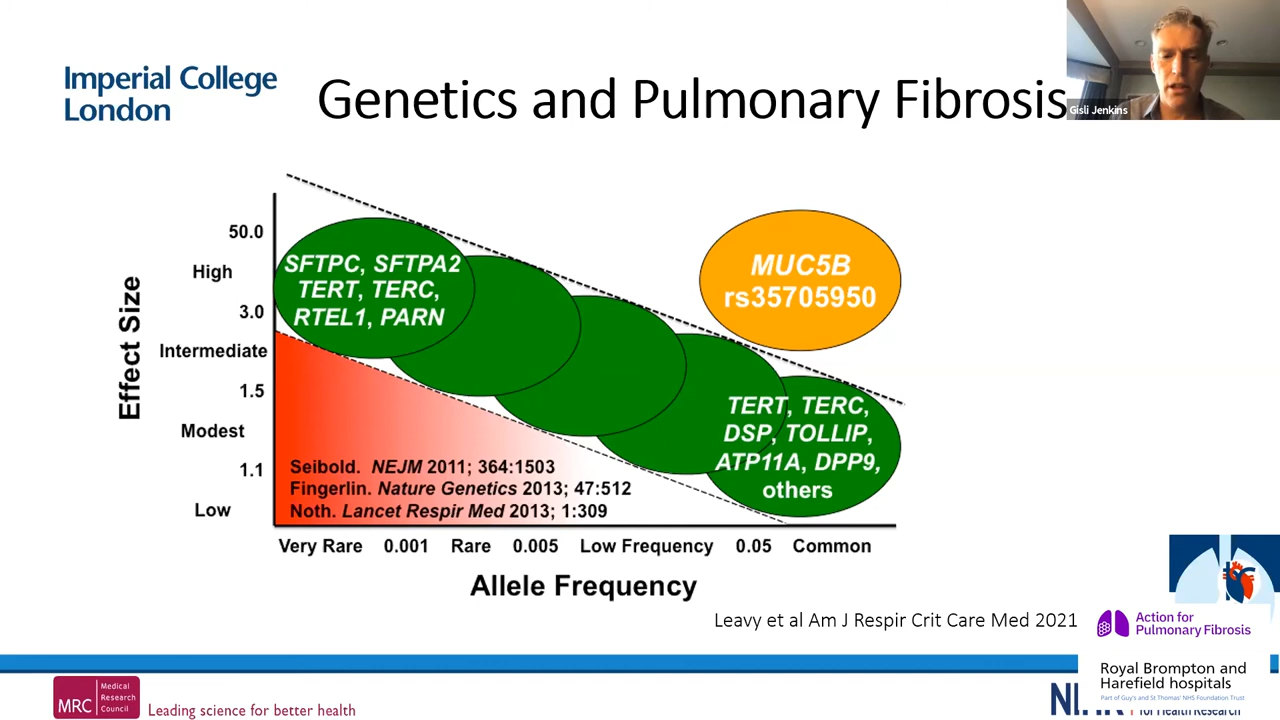 Imperial College
London
Genetics and Pulmonary Fibrosis
Gisli Jenkins
Effect Size
50.0
High
3.0
Intermediate
1.5
Modest
1.1
Low
SFTPC, SFTPA2
TERT, TERC,
RTEL1, PARN
MUC5B
rs35705950
TERT, TERC,
DSP, TOLLIP,
ATP11A, DPP9,
others
Seibold. NEJM 2011; 364:1503
Fingerlin. Nature Genetics 2013; 47:512
Noth. Lancet Respir Med 2013; 1:309
Very Rare 0.001 Rare 0.005 Low Frequency 0.05 Common
Allele Frequency
Leavy et al Am J Respir Crit Care Med 2021
Action for
Pulmonary Fibrosis
Royal Brompton and
Harefield hospitals
Part of Guy's and St Thomas' NHS Foundation Trust
MRC
Medical
Research
Council
Leading science for better health
for Health Research